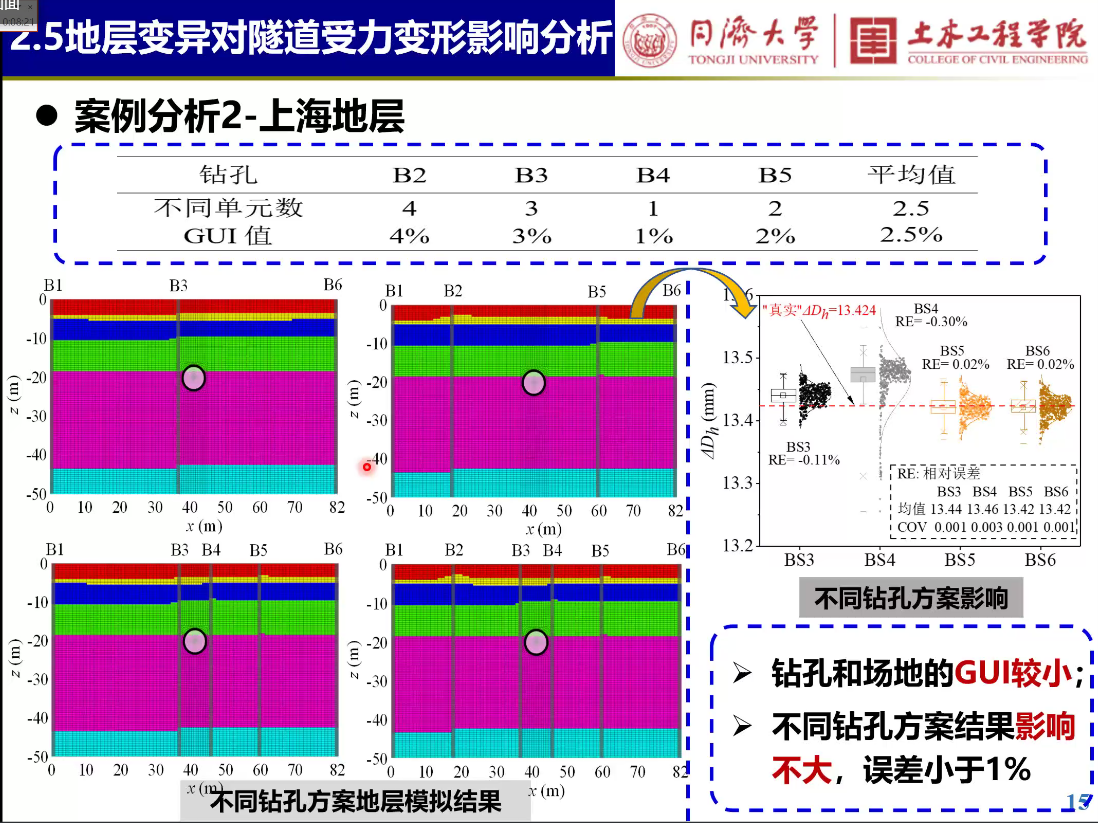 面
0:08:21
2.5地层变异对隧道受力变形影响分析
同濟大学
TONGJI UNIVERSITY
土木工程学院
COLLEGE OF CIVIL ENGINEERING
● 案例分析2-上海地层
钻孔 B2 B3 B4 B5 平均值
不同单元数 4 3 1 2 2.5
GUI 值 4% 3% 1% 2% 2.5%
B1 B3 B6
0
-10
-20
-30
-40
-50
z (m)
0 10 20 30 40 50 60 70 82
x (m)
B1 B2 B5 B6
0
-10
-20
-30
-40
-50
z (m)
0 10 20 30 40 50 60 70 82
x (m)
B1 B3 B4 B5 B6
0
-10
-20
-30
-40
-50
z (m)
0 10 20 30 40 50 60 70 82
x (m)
B1 B2 B3 B4 B5 B6
0
-10
-20
-30
-40
-50
z (m)
0 10 20 30 40 50 60 70 82
x (m)
不同钻孔方案地层模拟结果
13.6
13.5
13.4
13.3
13.2
ΔDh (mm)
"真实"ΔDh=13.424
BS4
RE= -0.30%
BS5
RE= 0.02%
BS6
RE= 0.02%
BS3
RE= -0.11%
RE: 相对误差
BS3 BS4 BS5 BS6
均值 13.44 13.46 13.42 13.42
COV 0.001 0.003 0.001 0.001
BS3 BS4 BS5 BS6
不同钻孔方案影响
➢ 钻孔和场地的GUI较小；
➢ 不同钻孔方案结果影响
不大，误差小于1%
15